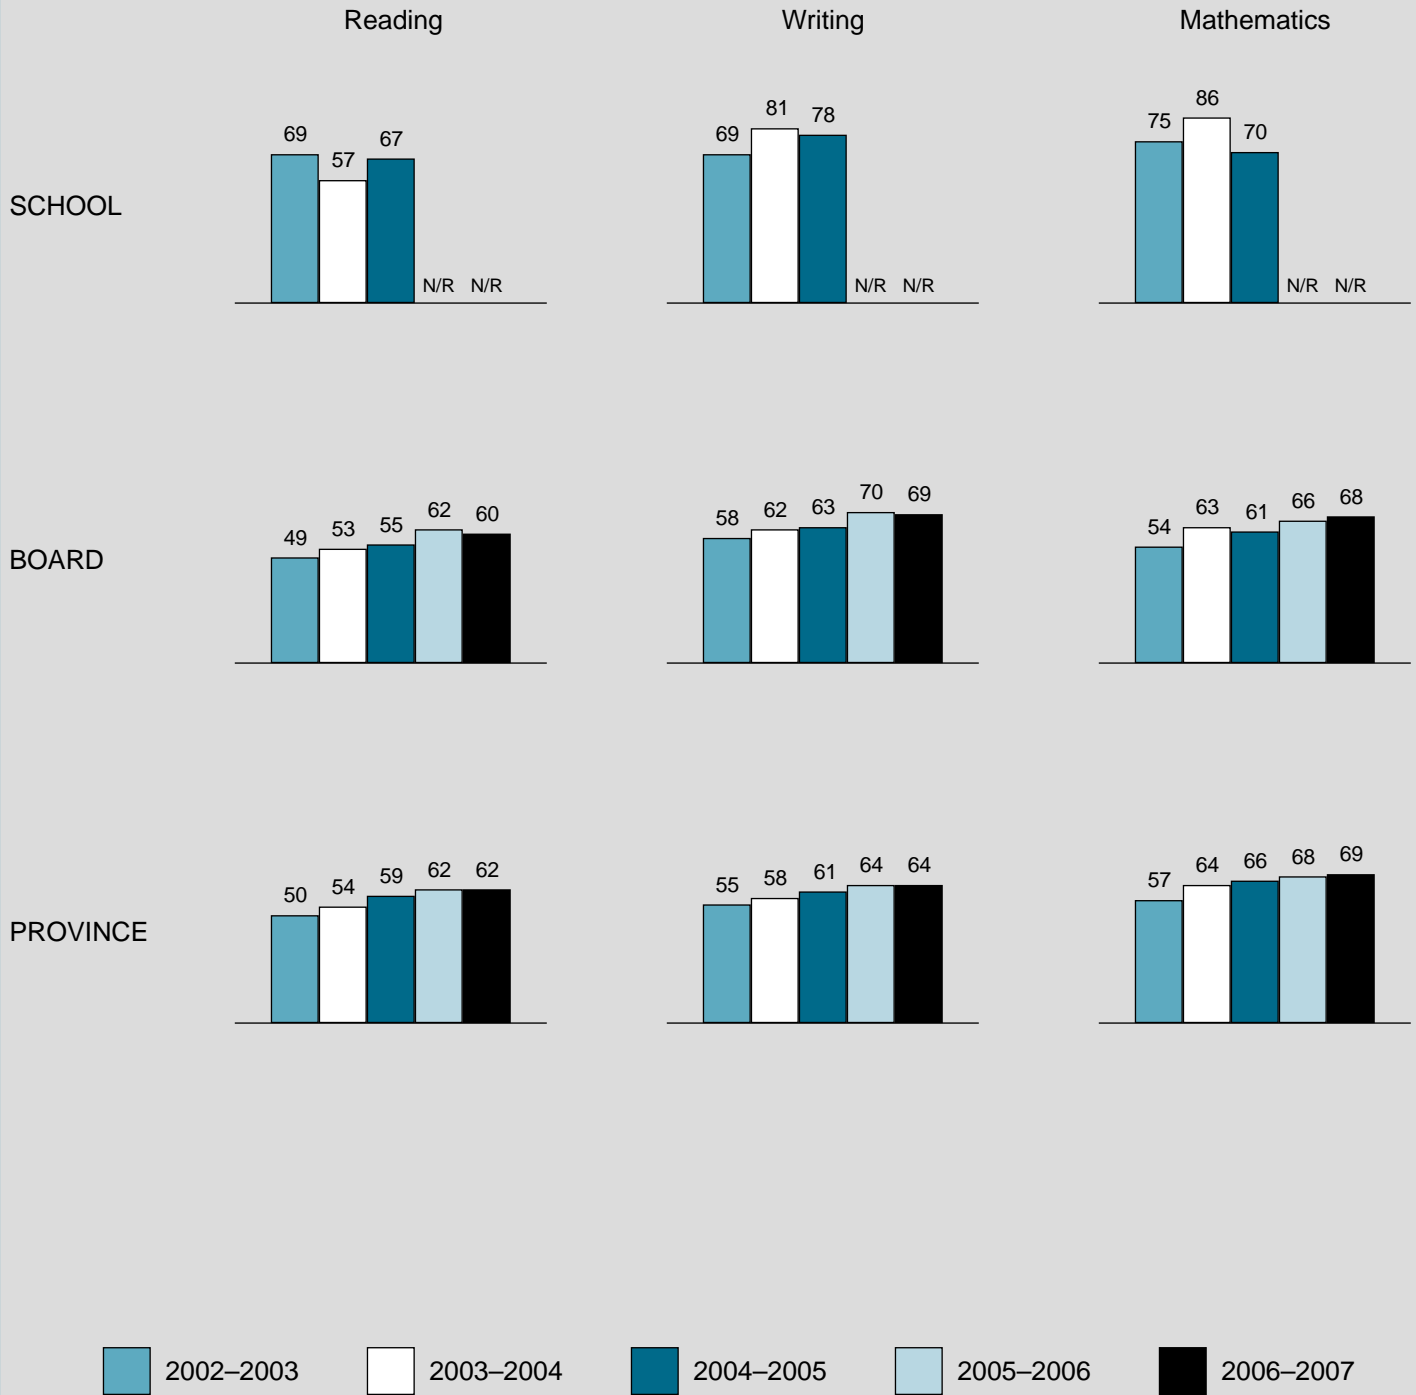 Reading Writing Mathematics
SCHOOL
69 57 67 N/R N/R
69 81 78 N/R N/R
75 86 70 N/R N/R
BOARD
49 53 55 62 60
58 62 63 70 69
54 63 61 66 68
PROVINCE
50 54 59 62 62
55 58 61 64 64
57 64 66 68 69
2002–2003 2003–2004 2004–2005 2005–2006 2006–2007